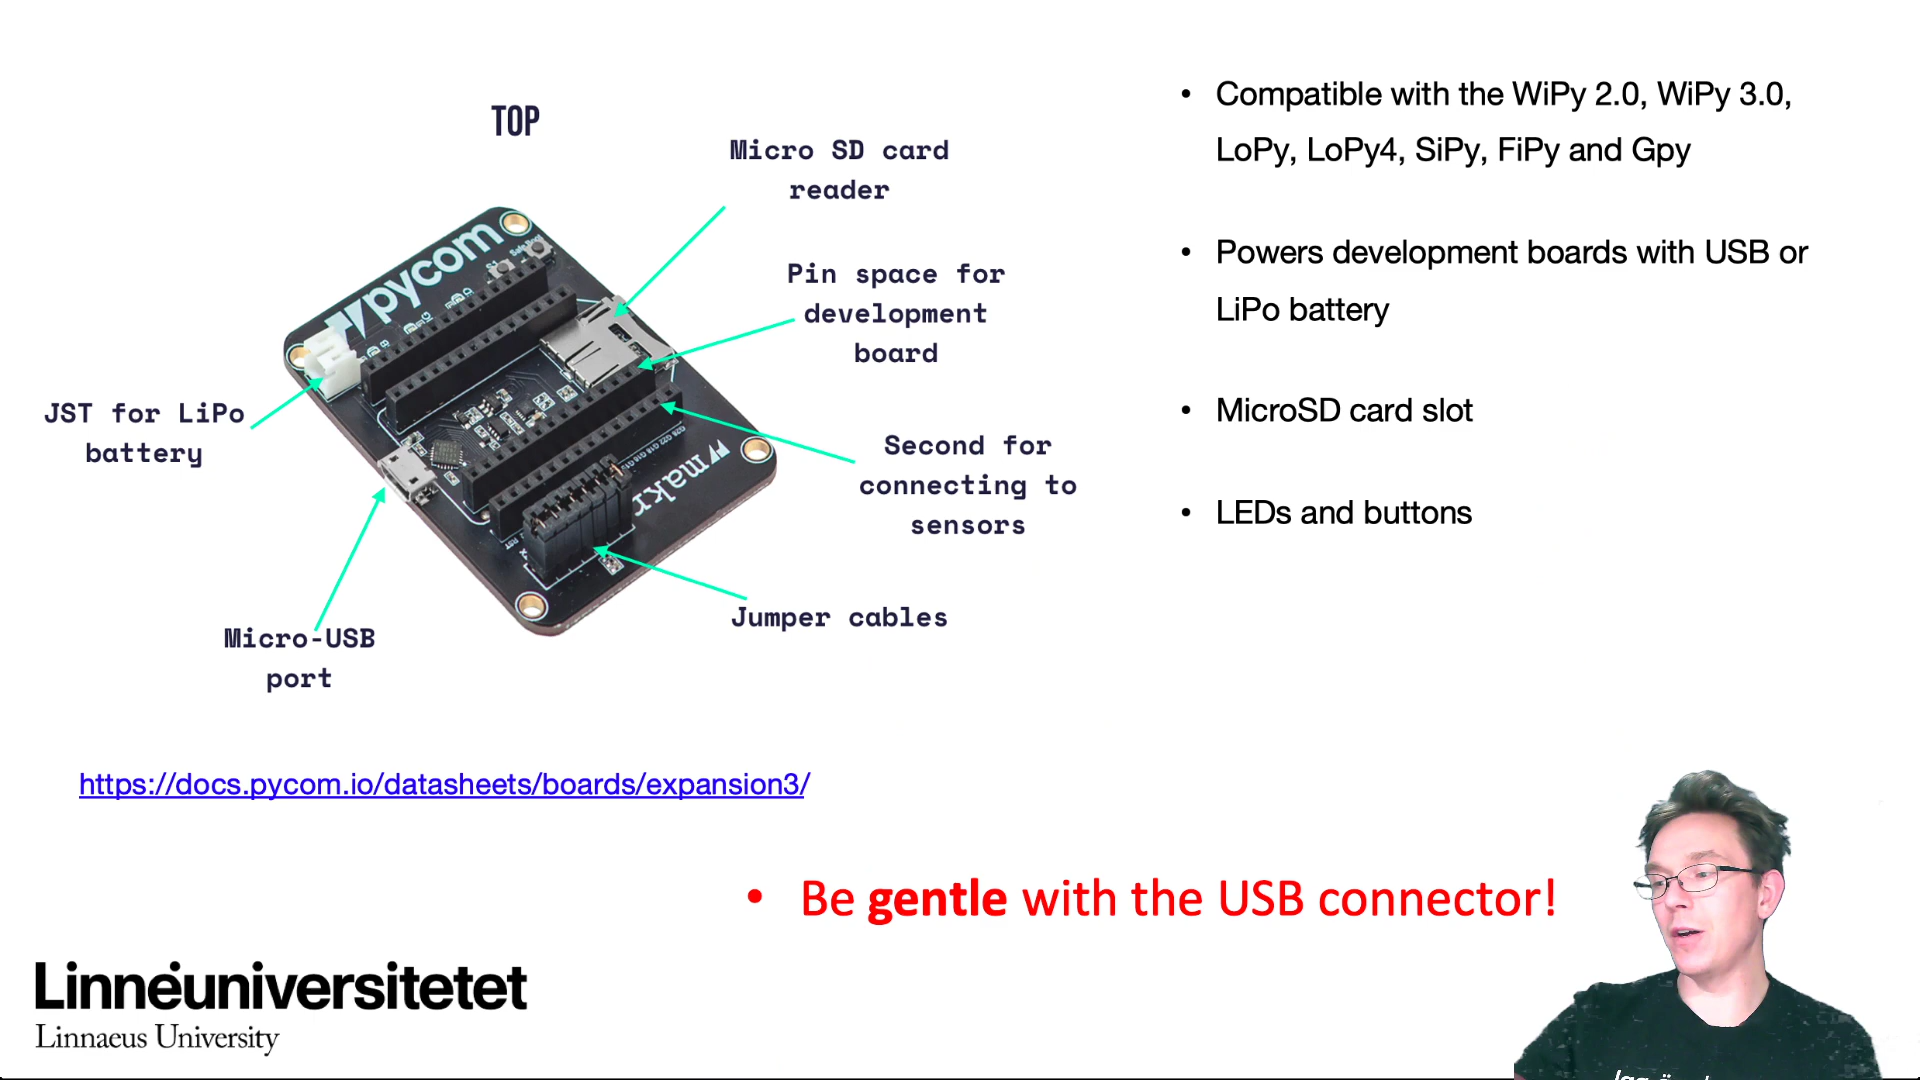 TOP
Micro SD card
reader
Pin space for
development
board
JST for LiPo
battery
Second for
connecting to
sensors
Jumper cables
Micro-USB
port
pycom
Safe Boot
S1
makr
• Compatible with the WiPy 2.0, WiPy 3.0,
LoPy, LoPy4, SiPy, FiPy and Gpy
• Powers development boards with USB or
LiPo battery
• MicroSD card slot
• LEDs and buttons
https://docs.pycom.io/datasheets/boards/expansion3/
• Be gentle with the USB connector!
Linnéuniversitetet
Linnaeus University